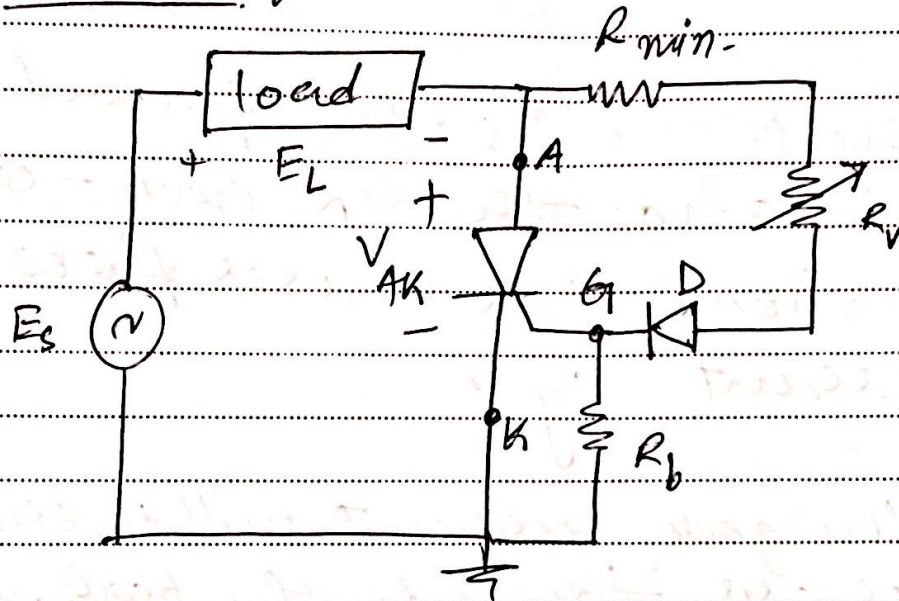 R min.
load
+ E_L -
A
+
R_v
V_AK
G D
-
E_s
~
K
R_b